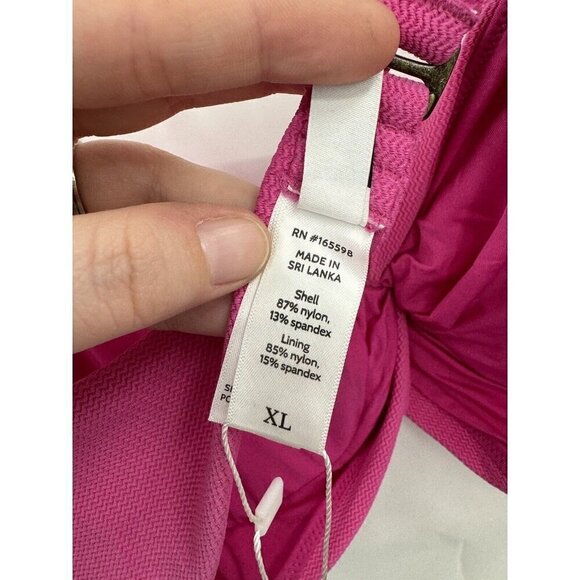 RN #165598
MADE IN
SRI LANKA
Shell
87% nylon,
13% spandex
Lining
85% nylon,
15% spandex
XL